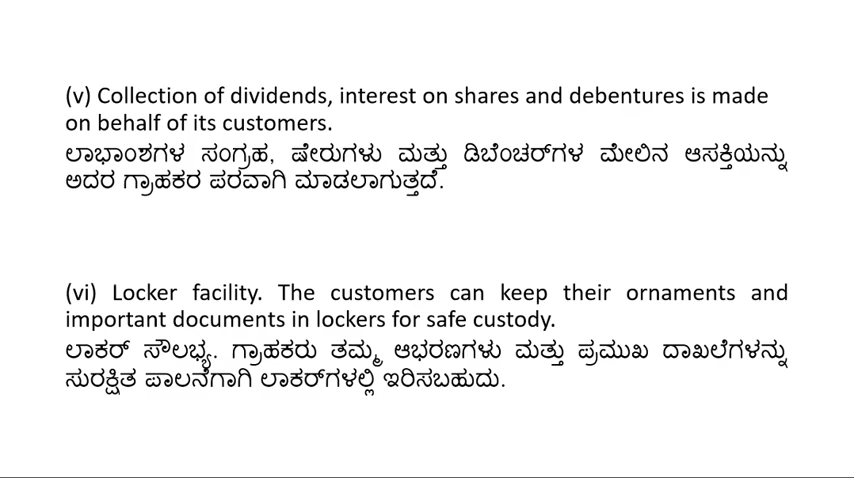 (v) Collection of dividends, interest on shares and debentures is made
on behalf of its customers.
ಲಾಭಾಂಶಗಳ ಸಂಗ್ರಹ, ಷೇರುಗಳು ಮತ್ತು ಡಿಬೆಂಚರ್‌ಗಳ ಮೇಲಿನ ಆಸಕ್ತಿಯನ್ನು
ಅದರ ಗ್ರಾಹಕರ ಪರವಾಗಿ ಮಾಡಲಾಗುತ್ತದೆ.
(vi) Locker facility. The customers can keep their ornaments and
important documents in lockers for safe custody.
ಲಾಕರ್ ಸೌಲಭ್ಯ. ಗ್ರಾಹಕರು ತಮ್ಮ ಆಭರಣಗಳು ಮತ್ತು ಪ್ರಮುಖ ದಾಖಲೆಗಳನ್ನು
ಸುರಕ್ಷಿತ ಪಾಲನೆಗಾಗಿ ಲಾಕರ್‌ಗಳಲ್ಲಿ ಇರಿಸಬಹುದು.